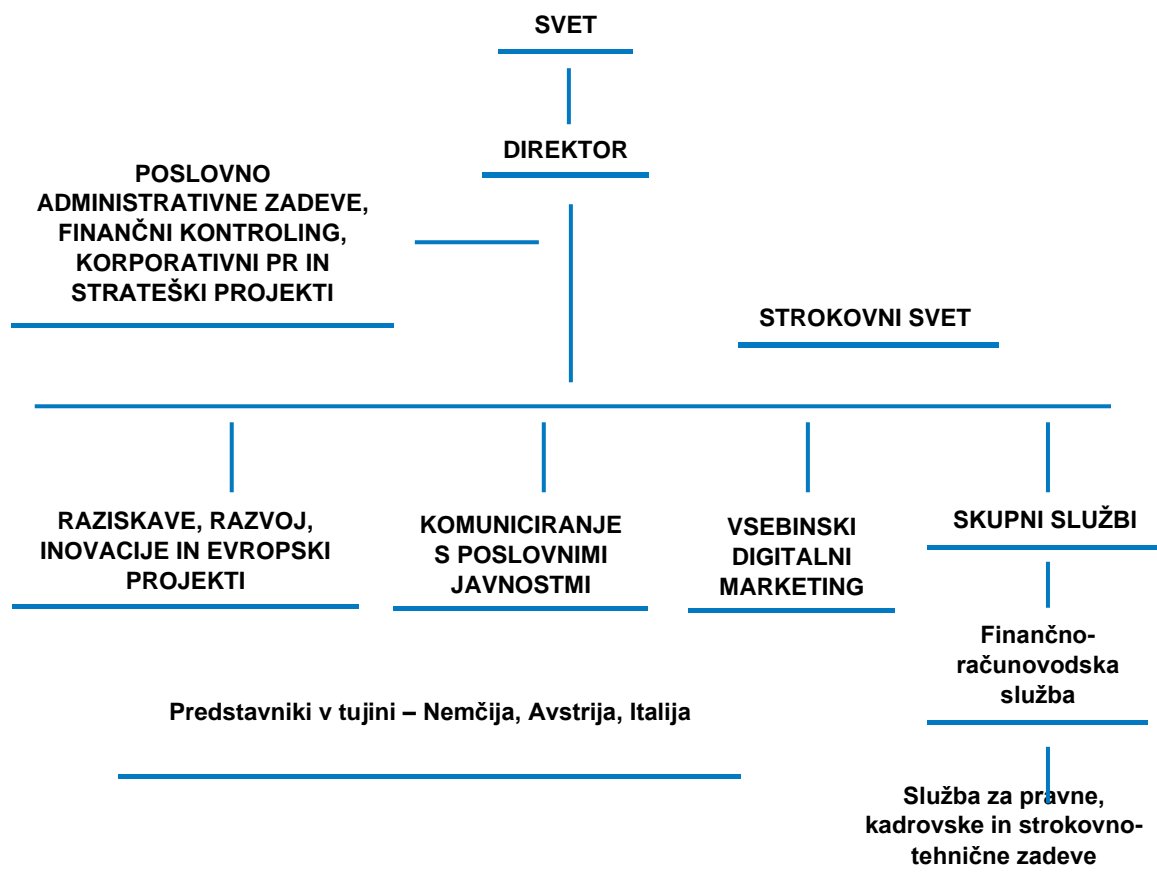 SVET
DIREKTOR
POSLOVNO
ADMINISTRATIVNE ZADEVE,
FINANČNI KONTROLING,
KORPORATIVNI PR IN
STRATEŠKI PROJEKTI
STROKOVNI SVET
RAZISKAVE, RAZVOJ,
INOVACIJE IN EVROPSKI
PROJEKTI
KOMUNICIRANJE
S POSLOVNIMI
JAVNOSTMI
VSEBINSKI
DIGITALNI
MARKETING
SKUPNI SLUŽBI
Finančno-
računovodska
služba
Predstavniki v tujini – Nemčija, Avstrija, Italija
Služba za pravne,
kadrovske in strokovno-
tehnične zadeve